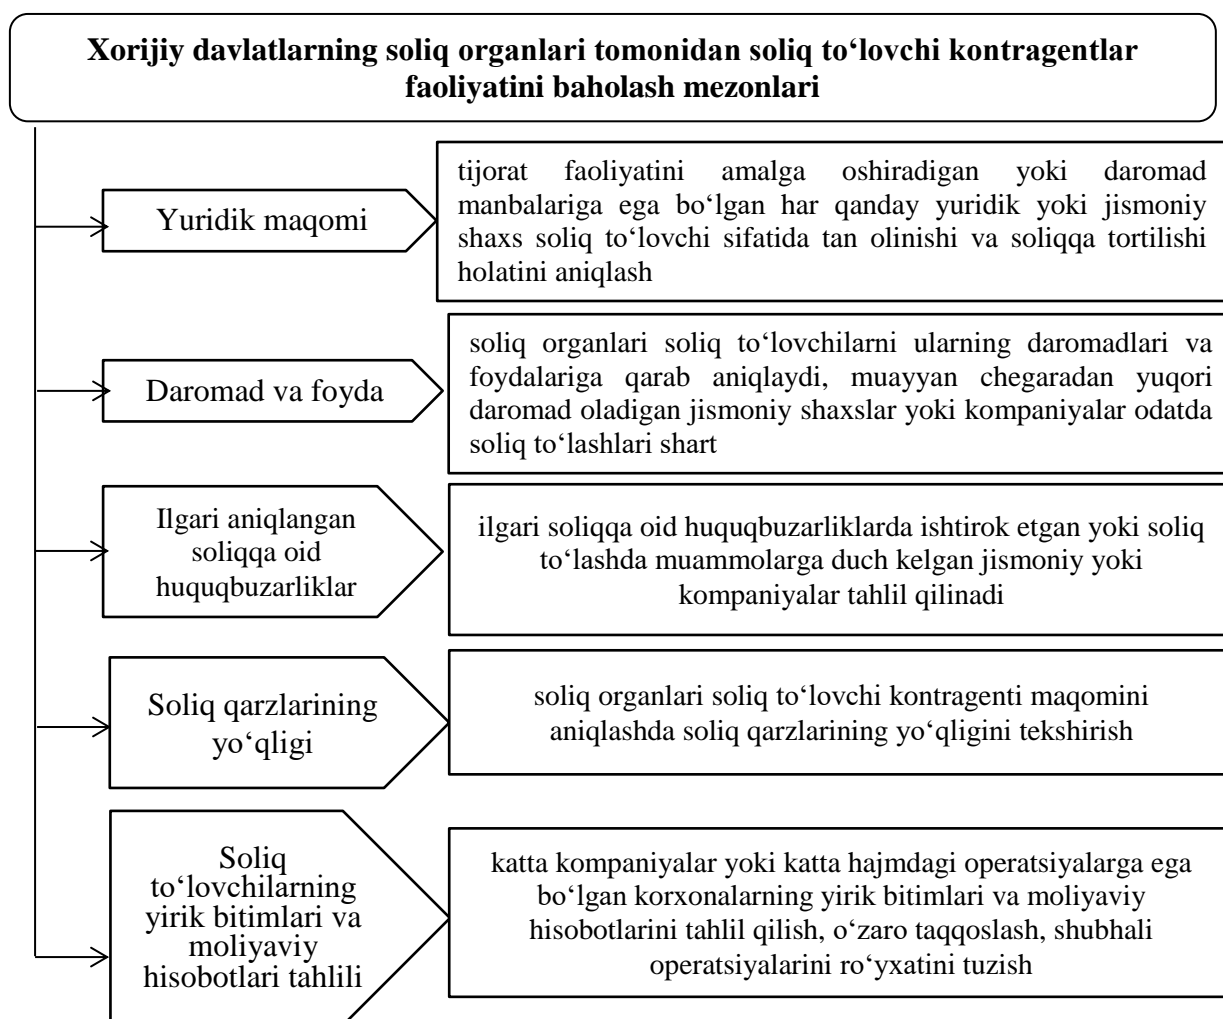 Xorijiy davlatlarning soliq organlari tomonidan soliq to‘lovchi kontragentlar
faoliyatini baholash mezonlari
Yuridik maqomi
tijorat faoliyatini amalga oshiradigan yoki daromad
manbalariga ega bo‘lgan har qanday yuridik yoki jismoniy
shaxs soliq to‘lovchi sifatida tan olinishi va soliqqa tortilishi
holatini aniqlash
Daromad va foyda
soliq organlari soliq to‘lovchilarni ularning daromadlari va
foydalariga qarab aniqlaydi, muayyan chegaradan yuqori
daromad oladigan jismoniy shaxslar yoki kompaniyalar odatda
soliq to‘lashlari shart
Ilgari aniqlangan
soliqqa oid
huquqbuzarliklar
ilgari soliqqa oid huquqbuzarliklarda ishtirok etgan yoki soliq
to‘lashda muammolarga duch kelgan jismoniy yoki
kompaniyalar tahlil qilinadi
Soliq qarzlarining
yo‘qligi
soliq organlari soliq to‘lovchi kontragenti maqomini
aniqlashda soliq qarzlarining yo‘qligini tekshirish
Soliq
to‘lovchilarning
yirik bitimlari va
moliyaviy
hisobotlari tahlili
katta kompaniyalar yoki katta hajmdagi operatsiyalarga ega
bo‘lgan korxonalarning yirik bitimlari va moliyaviy
hisobotlarini tahlil qilish, o‘zaro taqqoslash, shubhali
operatsiyalarini ro‘yxatini tuzish